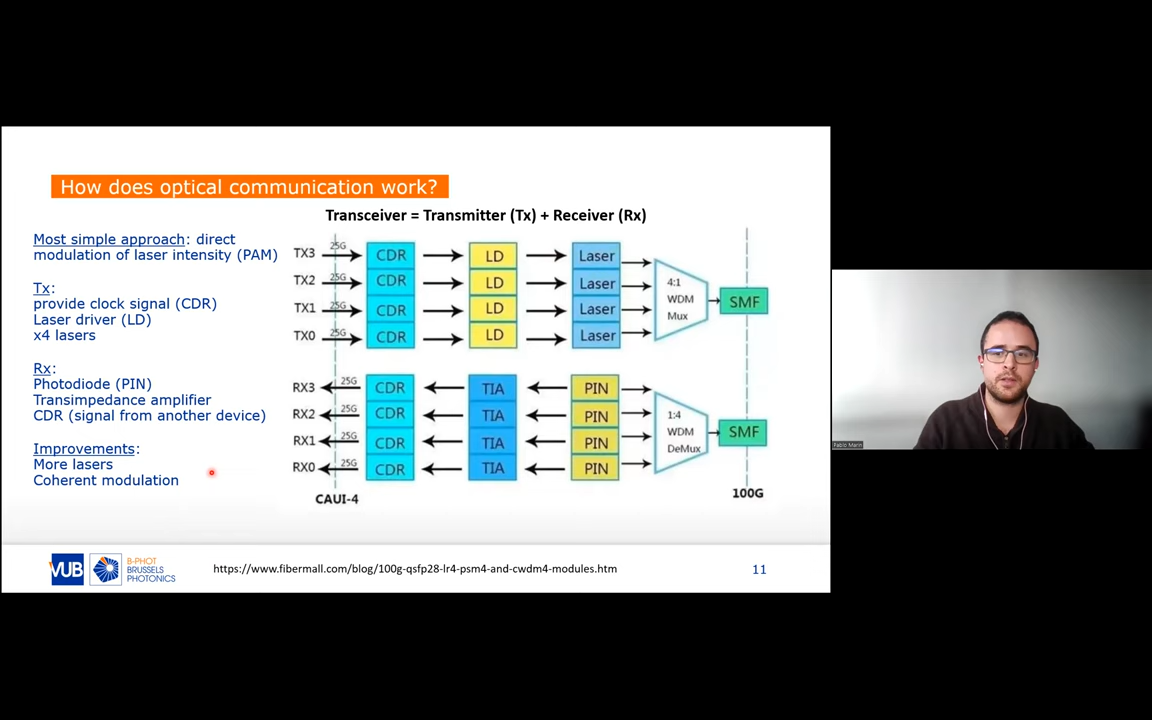 How does optical communication work?
Transceiver = Transmitter (Tx) + Receiver (Rx)
Most simple approach: direct
modulation of laser intensity (PAM)
Tx:
provide clock signal (CDR)
Laser driver (LD)
x4 lasers
Rx:
Photodiode (PIN)
Transimpedance amplifier
CDR (signal from another device)
Improvements:
More lasers
Coherent modulation
TX3 25G CDR LD Laser
TX2 25G CDR LD Laser
TX1 25G CDR LD Laser
TX0 25G CDR LD Laser
4:1
WDM
Mux
SMF
RX3 25G CDR TIA PIN
RX2 25G CDR TIA PIN
RX1 25G CDR TIA PIN
RX0 25G CDR TIA PIN
1:4
WDM
DeMux
SMF
CAUI-4
100G
VUB
B-PHOT
BRUSSELS
PHOTONICS
https://www.fibermall.com/blog/100g-qsfp28-lr4-psm4-and-cwdm4-modules.htm
11
Pablo Marin